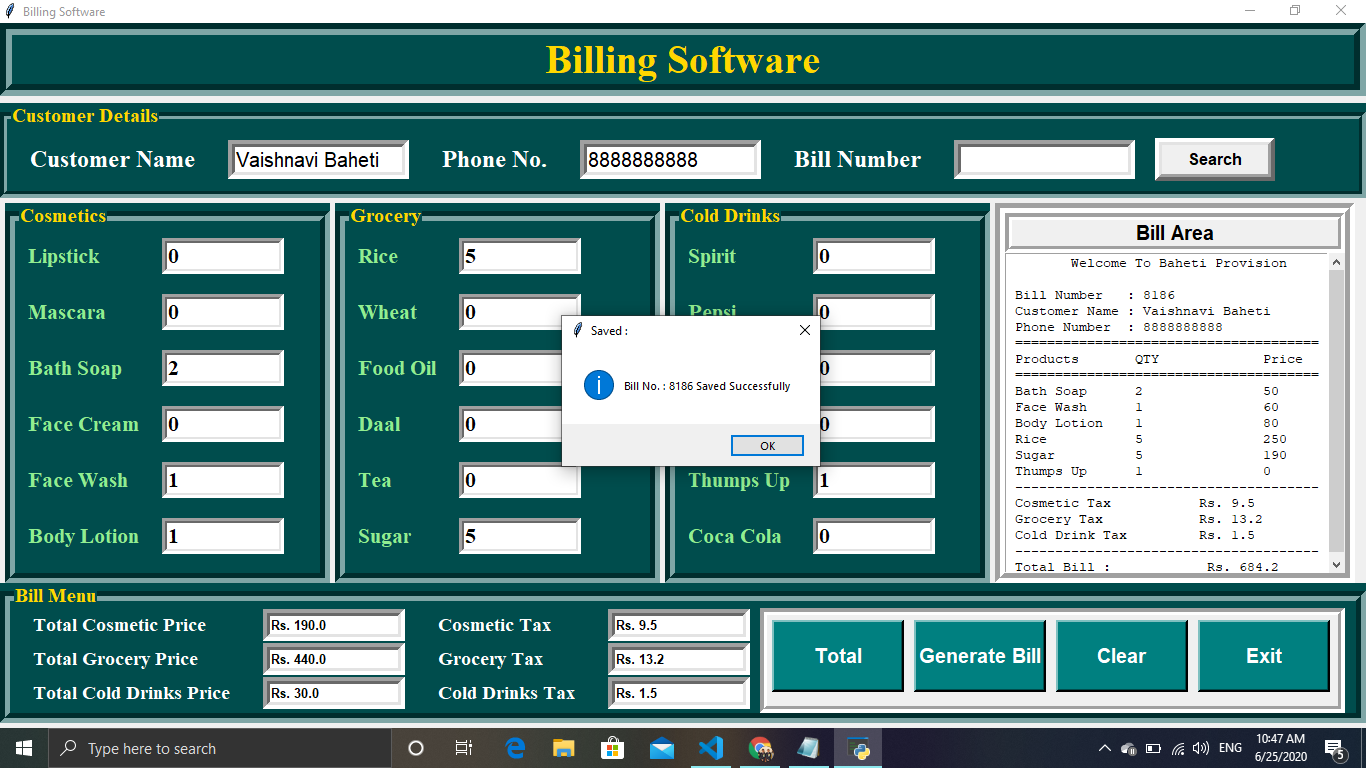 Billing Software
Billing Software
Customer Details
Customer Name Vaishnavi Baheti Phone No. 8888888888 Bill Number Search
Cosmetics
Lipstick 0
Mascara 0
Bath Soap 2
Face Cream 0
Face Wash 1
Body Lotion 1
Grocery
Rice 5
Wheat 0
Food Oil 0
Daal 0
Tea 0
Sugar 5
Cold Drinks
Spirit 0
Pepsi 0
0
0
Thumps Up 1
Coca Cola 0
Saved :
Bill No. : 8186 Saved Successfully
OK
Bill Area
Welcome To Baheti Provision
Bill Number : 8186
Customer Name : Vaishnavi Baheti
Phone Number : 8888888888
=====================================
Products QTY Price
=====================================
Bath Soap 2 50
Face Wash 1 60
Body Lotion 1 80
Rice 5 250
Sugar 5 190
Thumps Up 1 0
--------------------------------------
Cosmetic Tax Rs. 9.5
Grocery Tax Rs. 13.2
Cold Drink Tax Rs. 1.5
--------------------------------------
Total Bill : Rs. 684.2
Bill Menu
Total Cosmetic Price Rs. 190.0 Cosmetic Tax Rs. 9.5
Total Grocery Price Rs. 440.0 Grocery Tax Rs. 13.2
Total Cold Drinks Price Rs. 30.0 Cold Drinks Tax Rs. 1.5
Total Generate Bill Clear Exit
Type here to search
ENG
10:47 AM
6/25/2020
5